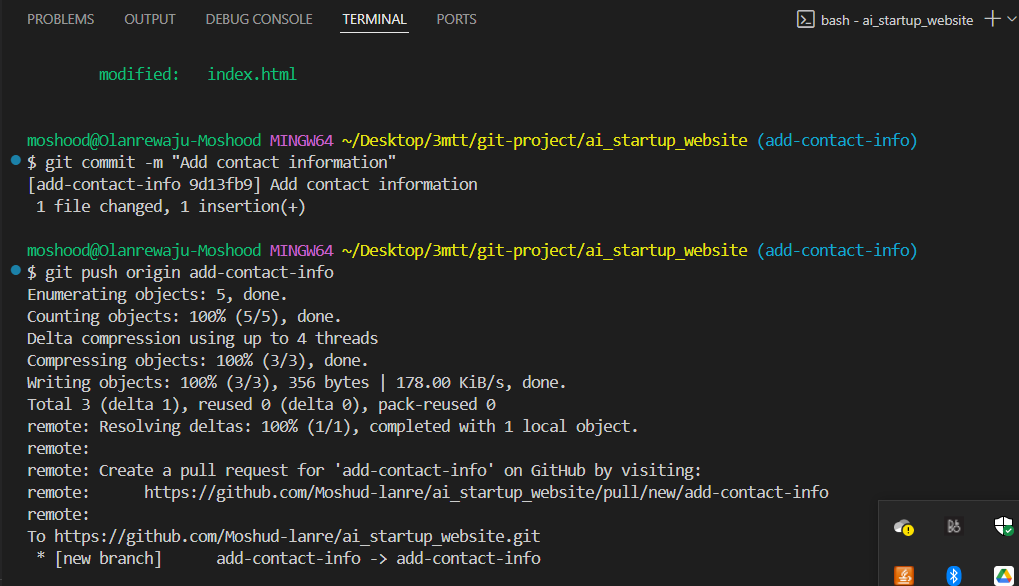 PROBLEMS OUTPUT DEBUG CONSOLE TERMINAL PORTS bash - ai_startup_website
modified: index.html
moshood@Olanrewaju-Moshood MINGW64 ~/Desktop/3mtt/git-project/ai_startup_website (add-contact-info)
$ git commit -m "Add contact information"
[add-contact-info 9d13fb9] Add contact information
1 file changed, 1 insertion(+)
moshood@Olanrewaju-Moshood MINGW64 ~/Desktop/3mtt/git-project/ai_startup_website (add-contact-info)
$ git push origin add-contact-info
Enumerating objects: 5, done.
Counting objects: 100% (5/5), done.
Delta compression using up to 4 threads
Compressing objects: 100% (3/3), done.
Writing objects: 100% (3/3), 356 bytes | 178.00 KiB/s, done.
Total 3 (delta 1), reused 0 (delta 0), pack-reused 0
remote: Resolving deltas: 100% (1/1), completed with 1 local object.
remote:
remote: Create a pull request for 'add-contact-info' on GitHub by visiting:
remote: https://github.com/Moshud-lanre/ai_startup_website/pull/new/add-contact-info
remote:
To https://github.com/Moshud-lanre/ai_startup_website.git
* [new branch] add-contact-info -> add-contact-info